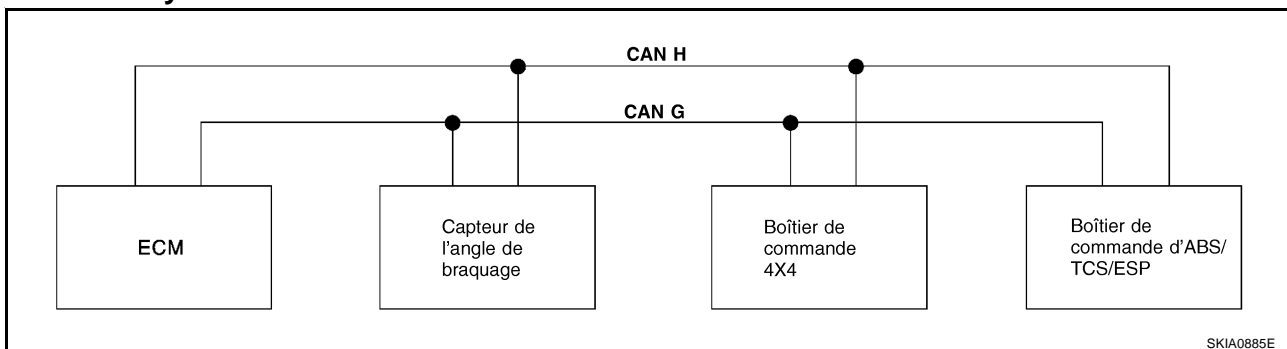 CAN H
CAN G
ECM
Capteur de
l'angle de
braquage
Boîtier de
commande
4X4
Boîtier de
commande d'ABS/
TCS/ESP
SKIA0885E